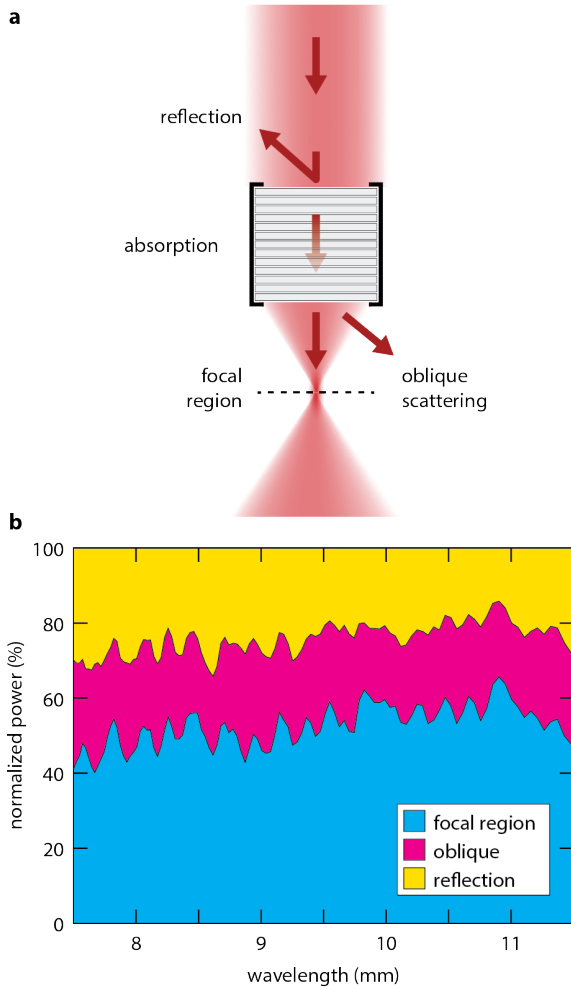 a
reflection
absorption
focal
region
oblique
scattering
b
100
80
60
40
20
0
normalized power (%)
focal region
oblique
reflection
8 9 10 11
wavelength (mm)